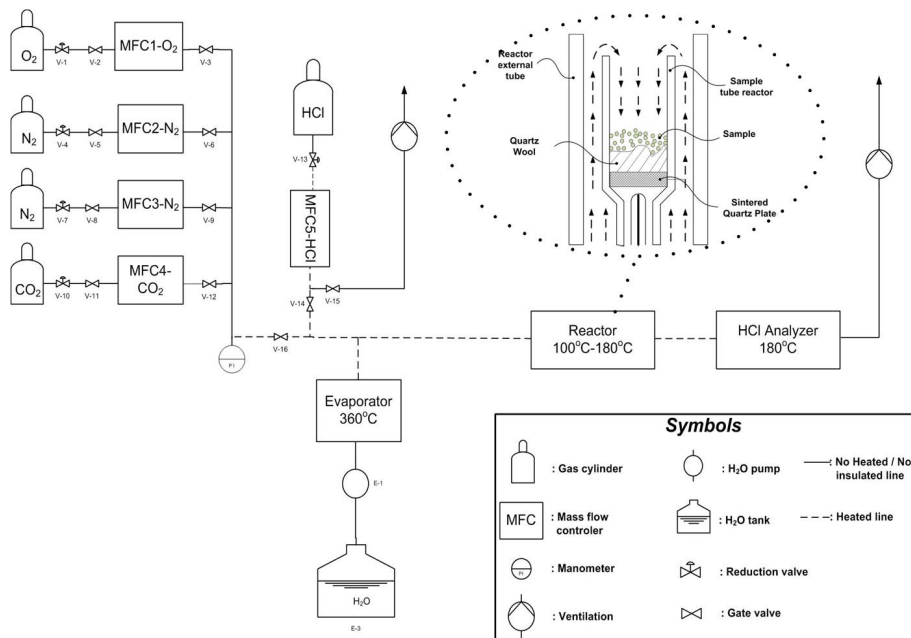 O2
V-1
V-2
MFC1-O2
V-3
N2
V-4
V-5
MFC2-N2
V-6
N2
V-7
V-8
MFC3-N2
V-9
CO2
V-10
V-11
MFC4-
CO2
V-12
PI
HCl
V-13
MFC5-HCl
V-14
V-15
V-16
Reactor
external
tube
Sample
tube reactor
Sample
Quartz
Wool
Sintered
Quartz Plate
Reactor
100°C-180°C
HCl Analyzer
180°C
Evaporator
360°C
E-1
H2O
E-3
Symbols
: Gas cylinder
: H2O pump
: No Heated / No
insulated line
MFC
: Mass flow
controler
: H2O tank
: Heated line
PI
: Manometer
: Reduction valve
: Ventilation
: Gate valve